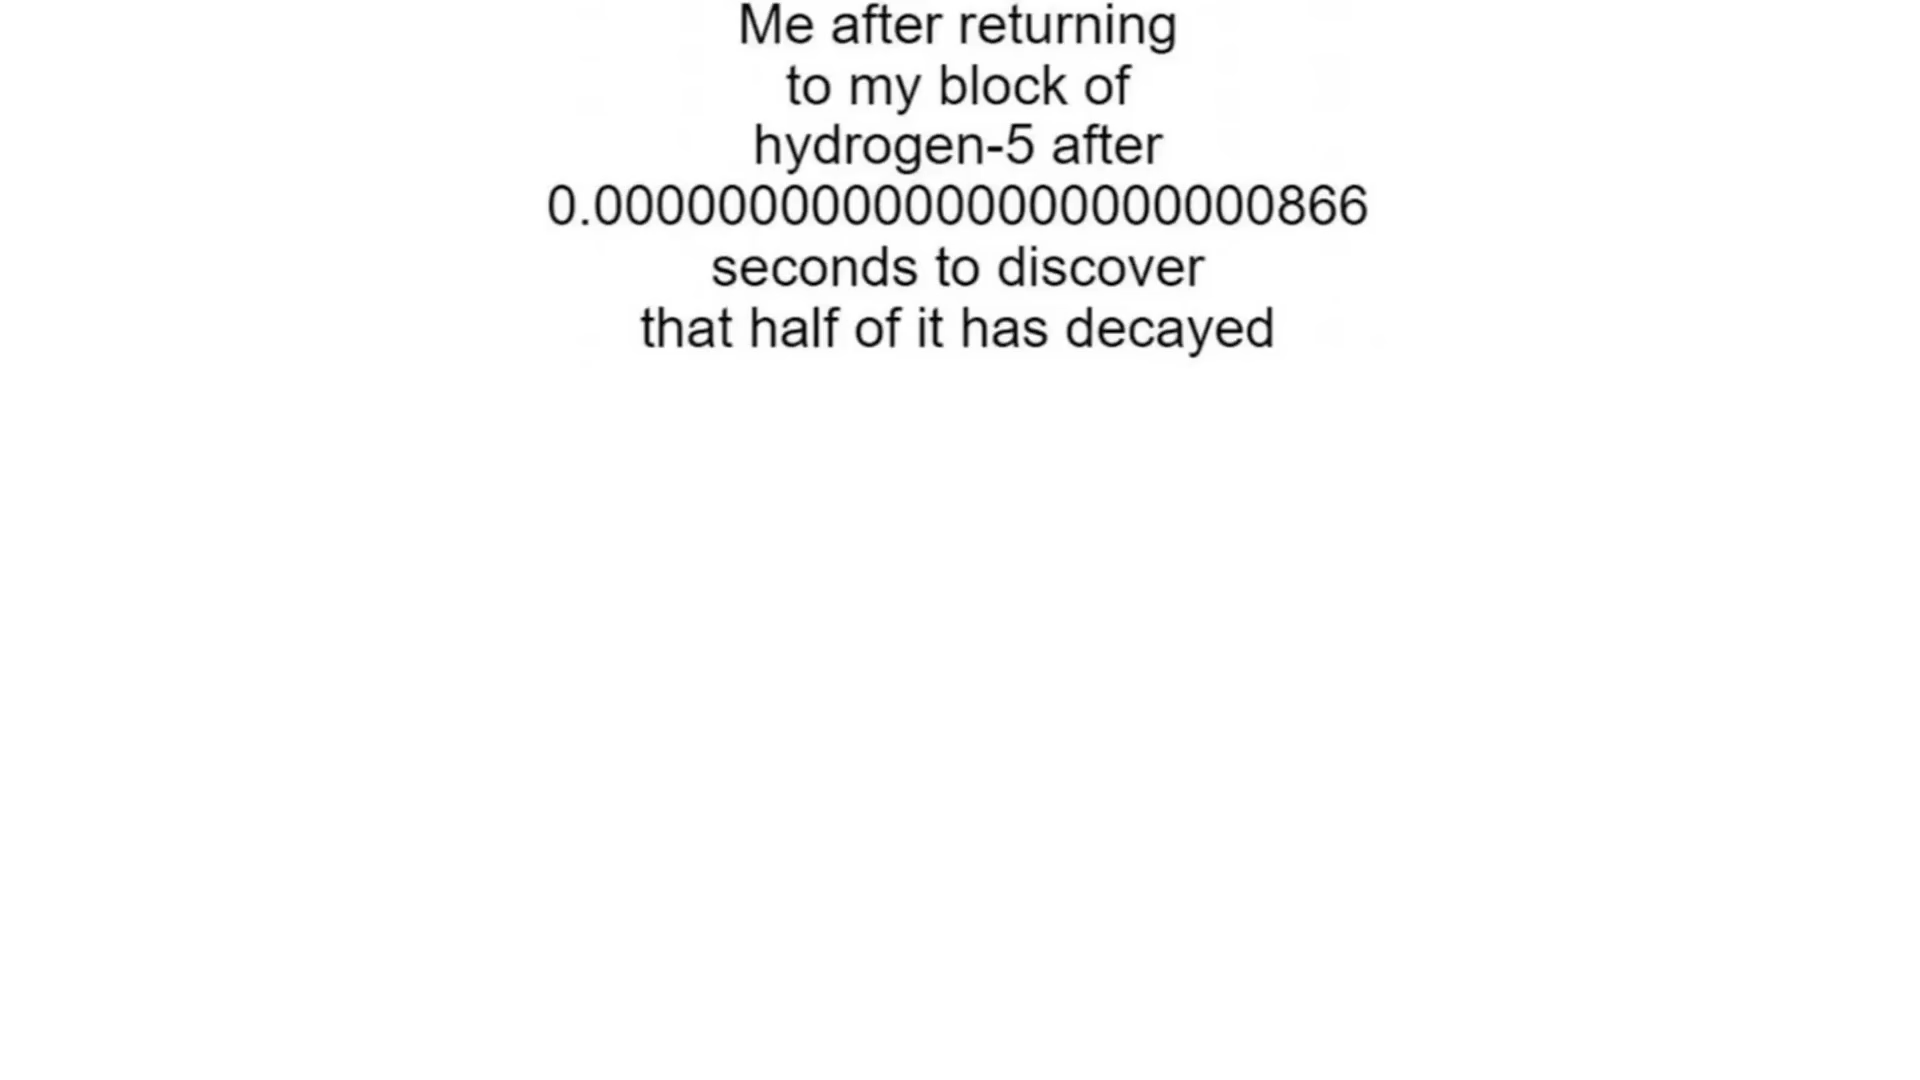 Me after returning
to my block of
hydrogen-5 after
0.0000000000000000000000866
seconds to discover
that half of it has decayed